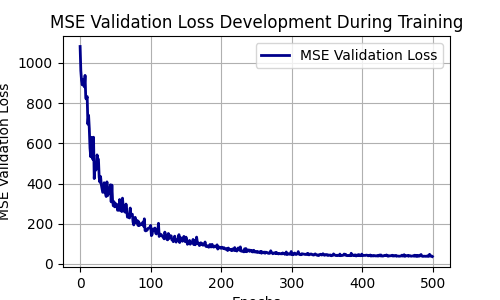 MSE Validation Loss Development During Training
MSE Validation Loss
1000
800
600
400
200
0
MSE Validation Loss
0 100 200 300 400 500
Epochs